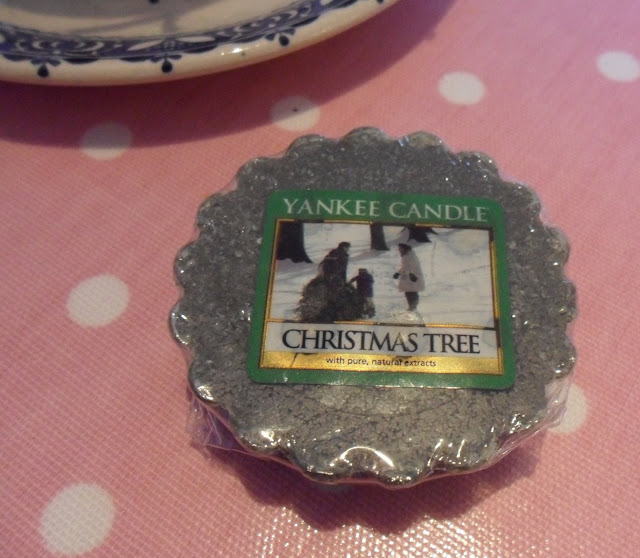 YANKEE CANDLE
CHRISTMAS TREE
with pure, natural extracts